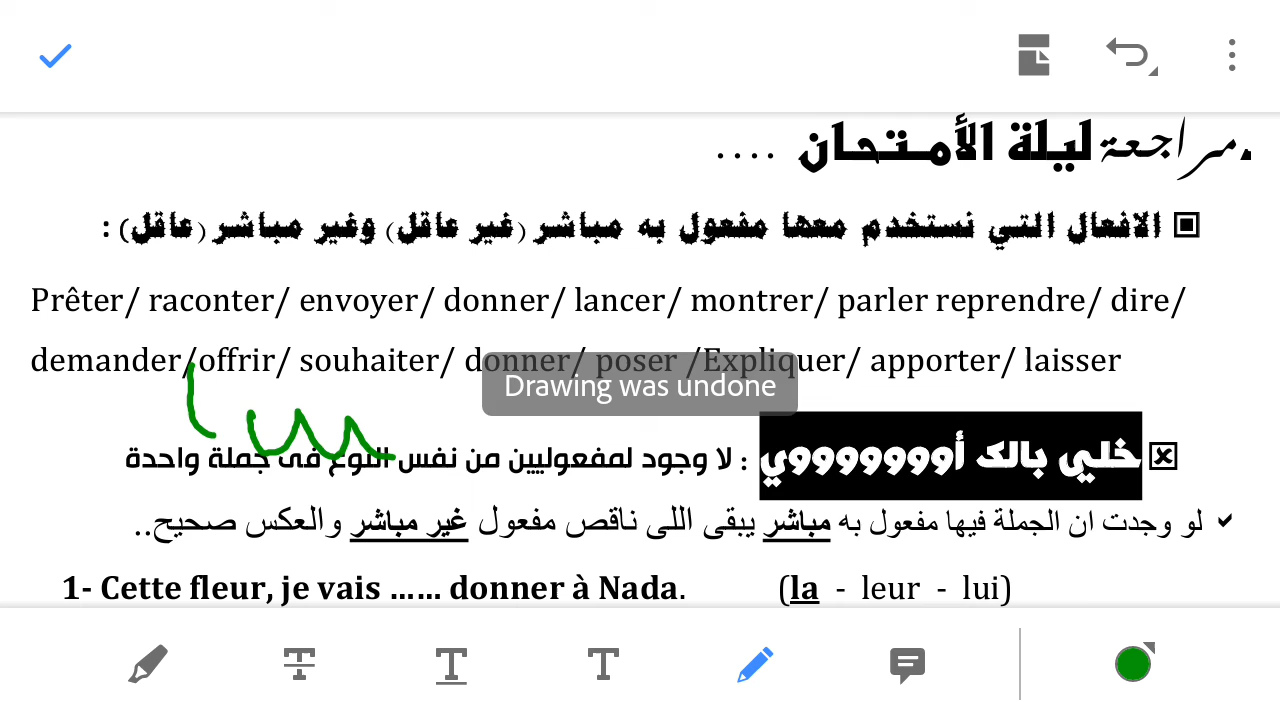 مراجعة ليلة الأمتحان ....
الافعال التي نستخدم معها مفعول به مباشر(غير عاقل) وغير مباشر(عاقل) :
Prêter/ raconter/ envoyer/ donner/ lancer/ montrer/ parler reprendre/ dire/
demander/offrir/ souhaiter/ donner/ poser /Expliquer/ apporter/ laisser
Drawing was undone
خلي بالك أوووووووي : لا وجود لمفعوليين من نفس النوع فى جملة واحدة
لو وجدت ان الجملة فيها مفعول به مباشر يبقى اللى ناقص مفعول غير مباشر والعكس صحيح..
1- Cette fleur, je vais ...... donner à Nada. (la - leur - lui)